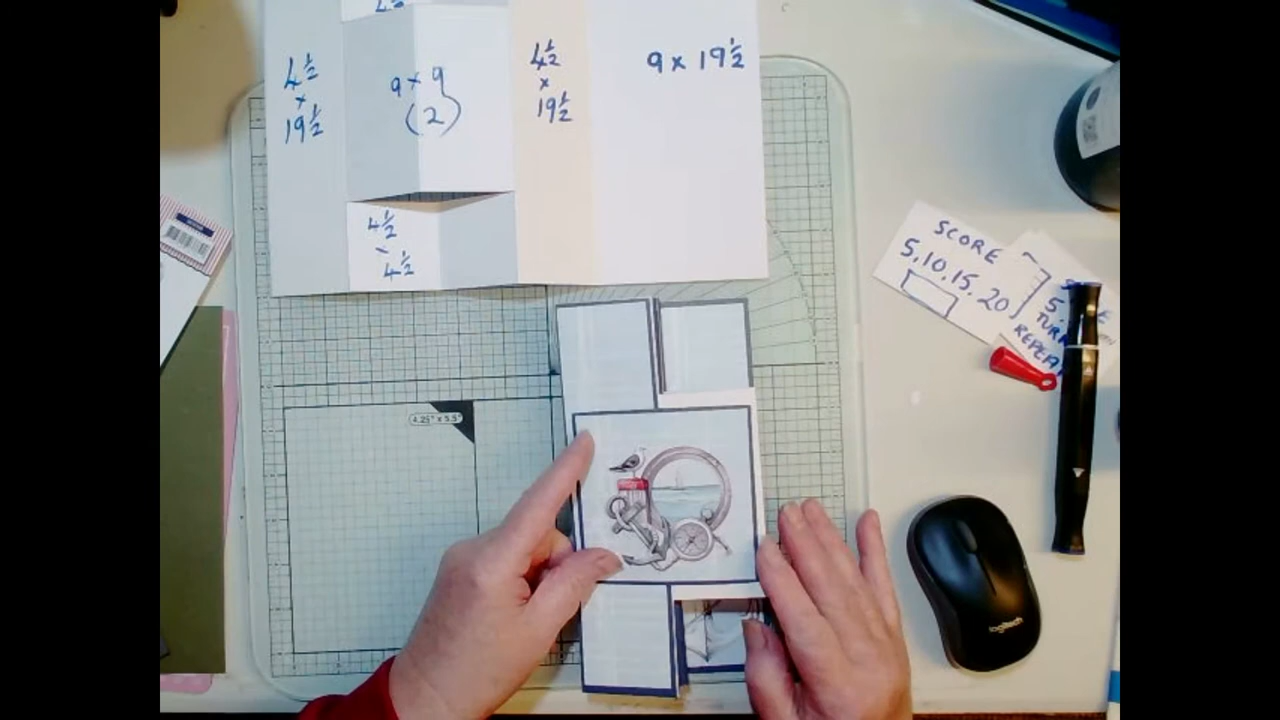 4½
x
19½
9 x 9
(2)
4½
x
19½
9 x 19½
4½
x
4½
SCORE
5,10,15,20
5
TURN
REPEAT
4.25" x 5.5"
logitech